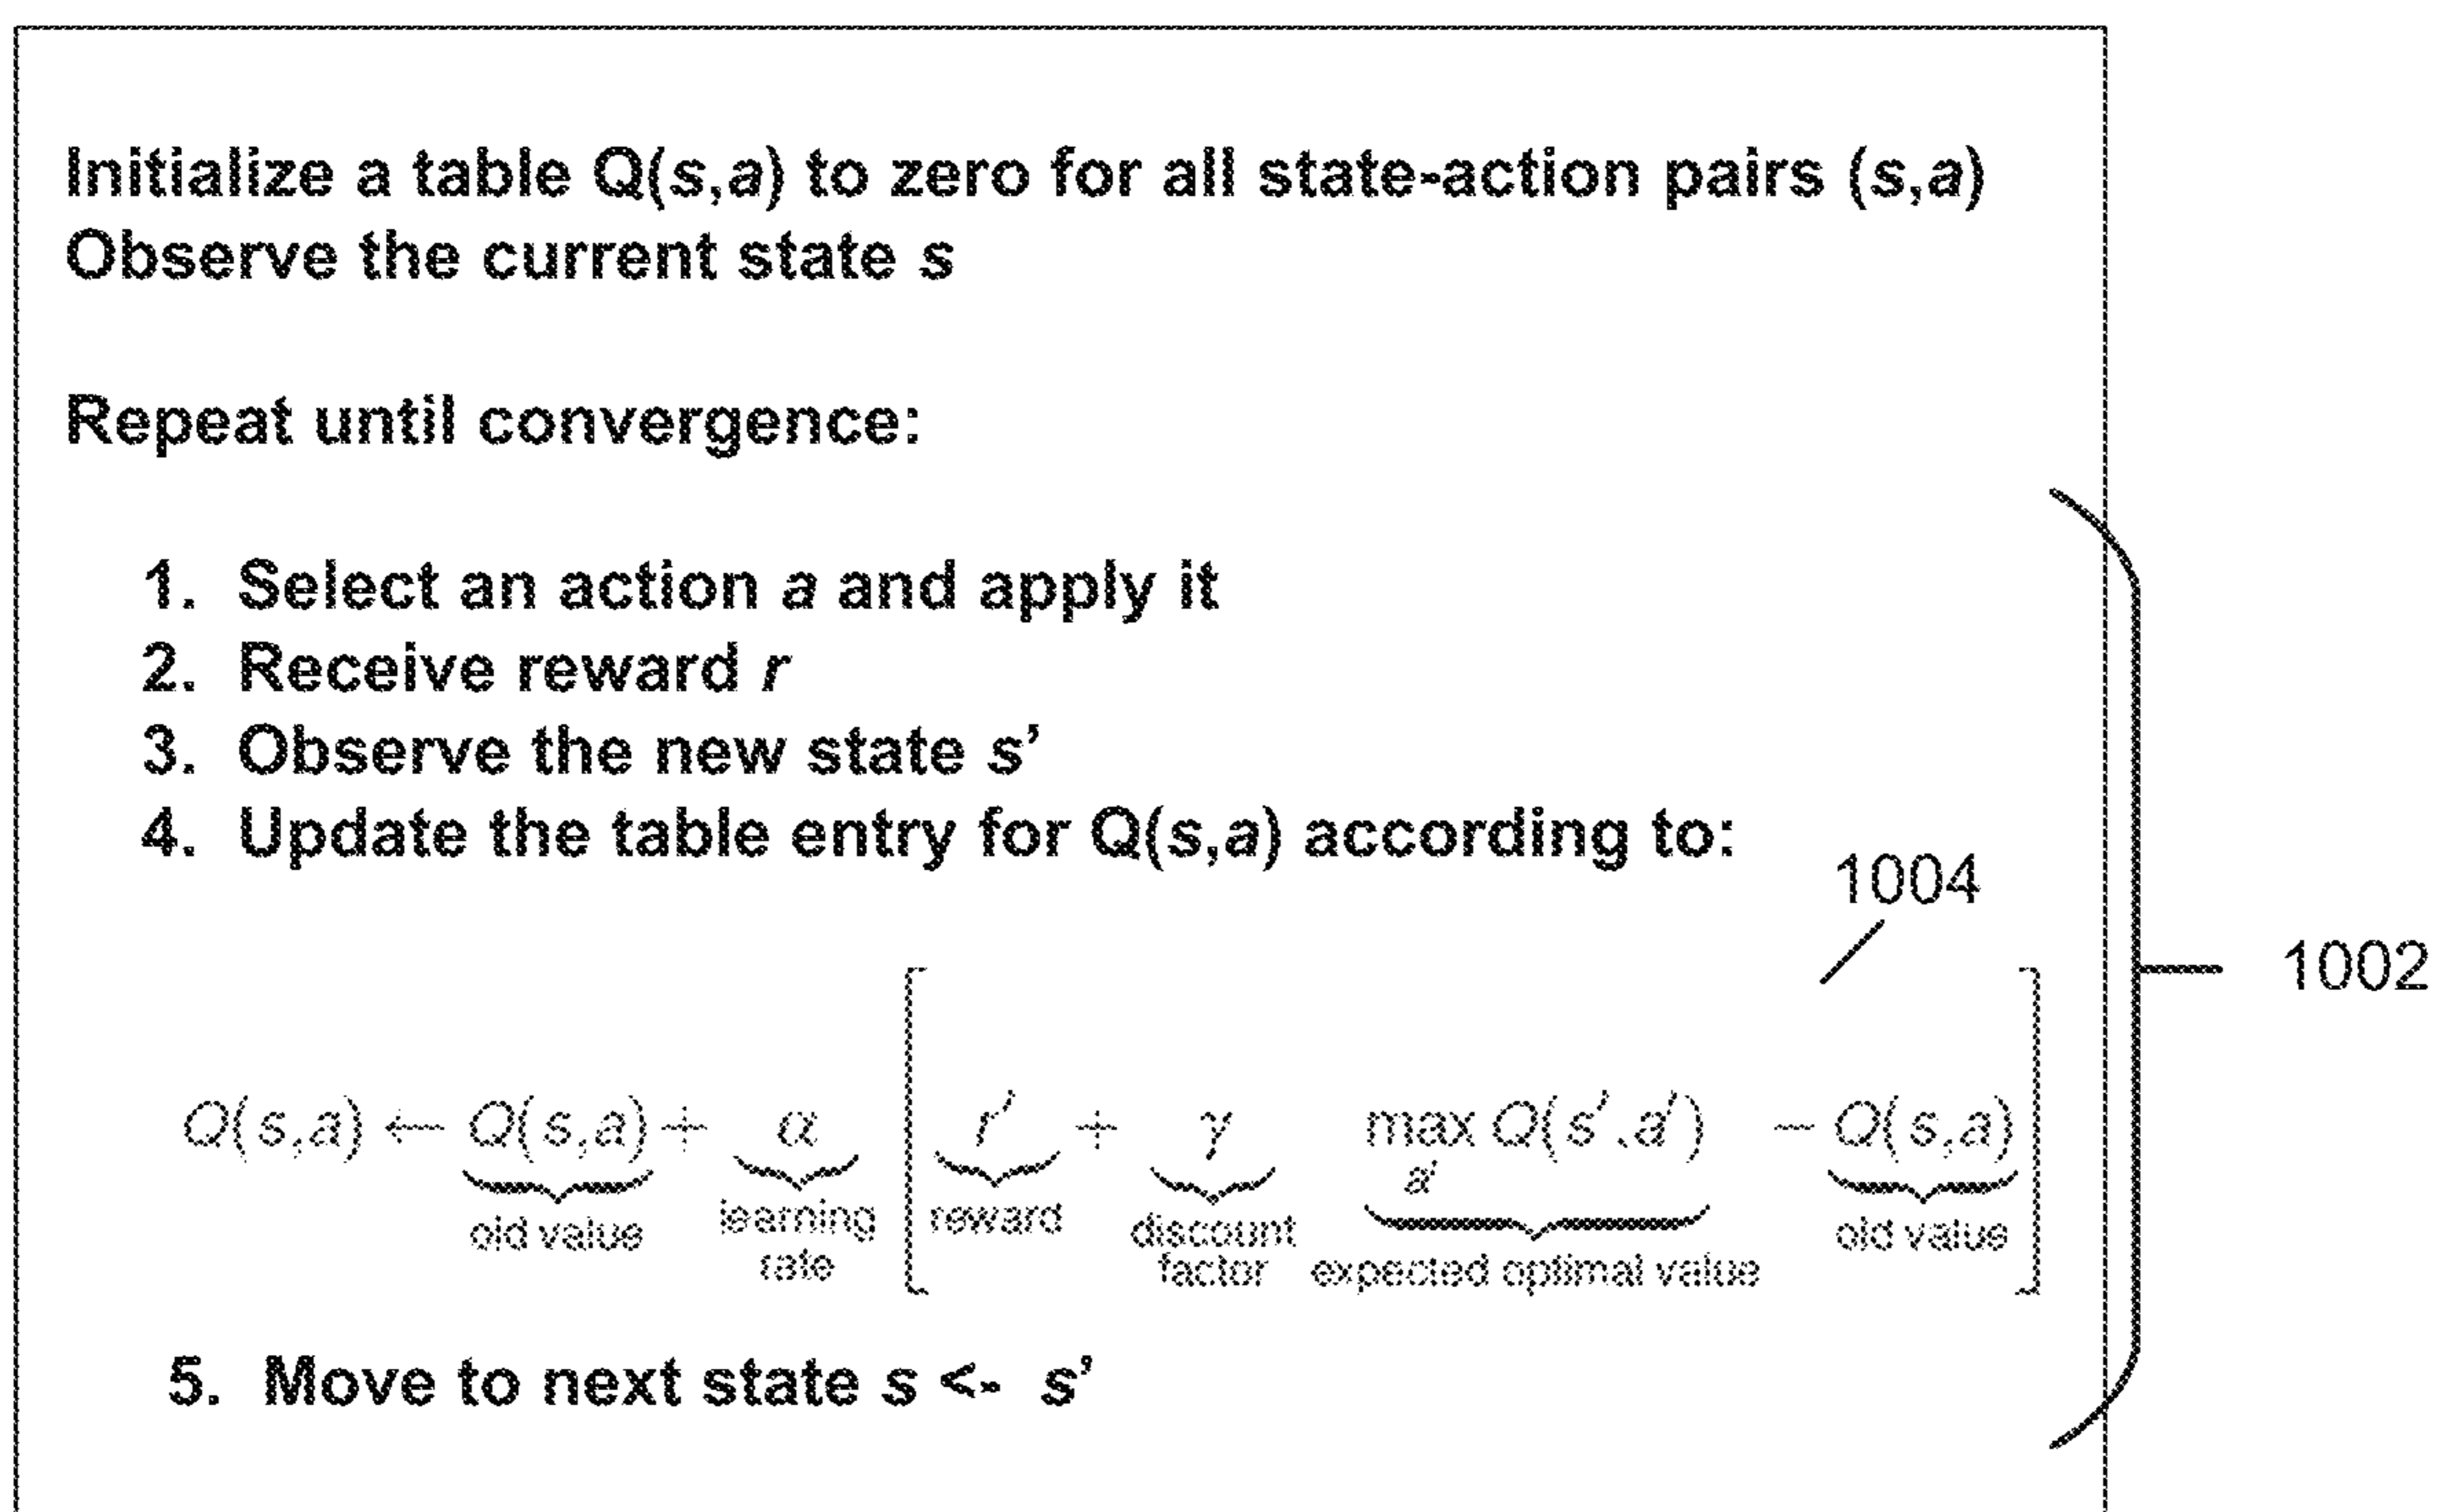 Initialize a table Q(s,a) to zero for all state-action pairs (s,a)
Observe the current state s
Repeat until convergence:
1. Select an action a and apply it
2. Receive reward r
3. Observe the new state s’
4. Update the table entry for Q(s,a) according to:
1004
1002
Q(s,a) ← Q(s,a) + α [ r′ + γ max Q(s′,a′) − Q(s,a) ]
a′
old value learning reward discount expected optimal value old value
rate factor
5. Move to next state s <- s’